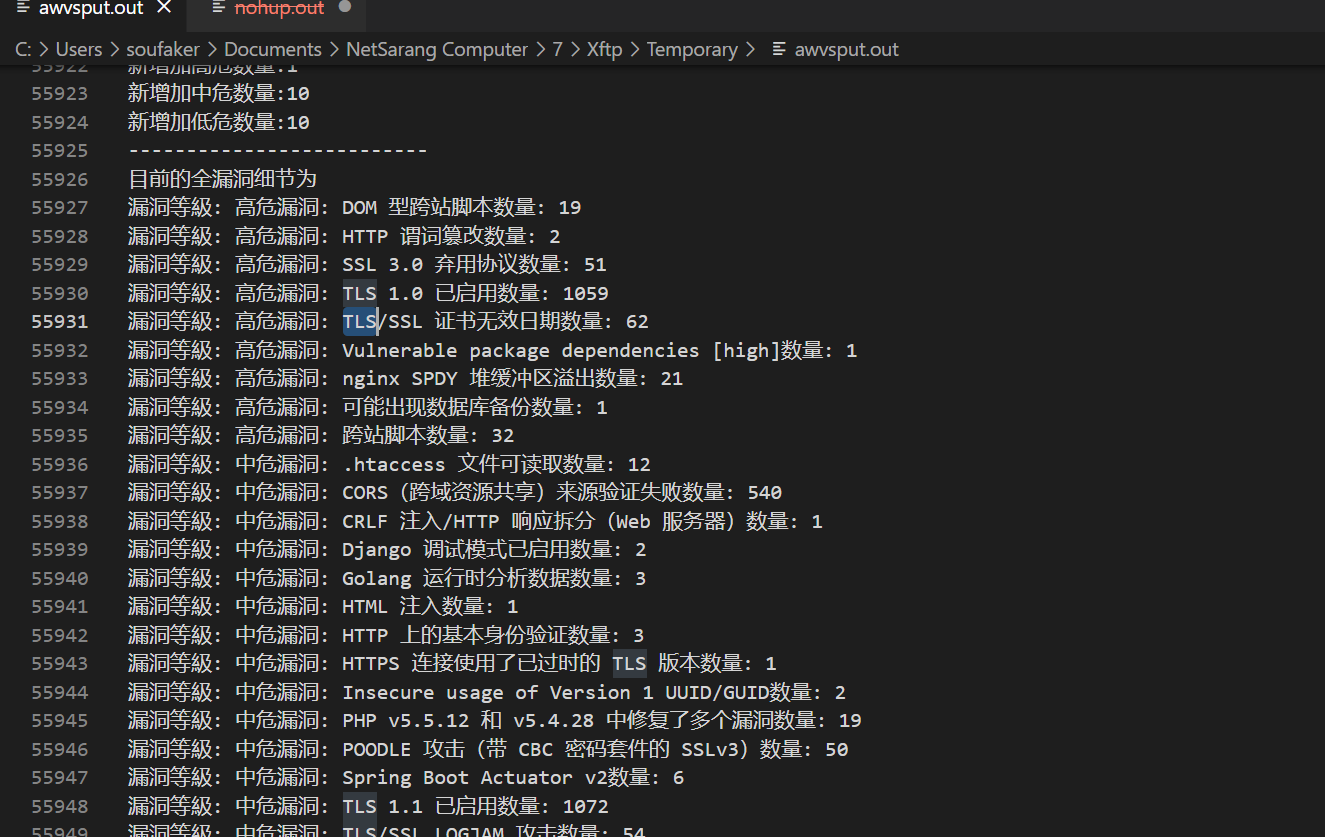 awvsput.out
nohup.out
C: > Users > soufaker > Documents > NetSarang Computer > 7 > Xftp > Temporary > awvsput.out
55922 新增加高危数量:1
55923 新增加中危数量:10
55924 新增加低危数量:10
55925 --------------------------
55926 目前的全漏洞细节为
55927 漏洞等級: 高危漏洞: DOM 型跨站脚本数量: 19
55928 漏洞等級: 高危漏洞: HTTP 谓词篡改数量: 2
55929 漏洞等級: 高危漏洞: SSL 3.0 弃用协议数量: 51
55930 漏洞等級: 高危漏洞: TLS 1.0 已启用数量: 1059
55931 漏洞等級: 高危漏洞: TLS/SSL 证书无效日期数量: 62
55932 漏洞等級: 高危漏洞: Vulnerable package dependencies [high]数量: 1
55933 漏洞等級: 高危漏洞: nginx SPDY 堆缓冲区溢出数量: 21
55934 漏洞等級: 高危漏洞: 可能出现数据库备份数量: 1
55935 漏洞等級: 高危漏洞: 跨站脚本数量: 32
55936 漏洞等級: 中危漏洞: .htaccess 文件可读取数量: 12
55937 漏洞等級: 中危漏洞: CORS（跨域资源共享）来源验证失败数量: 540
55938 漏洞等級: 中危漏洞: CRLF 注入/HTTP 响应拆分（Web 服务器）数量: 1
55939 漏洞等級: 中危漏洞: Django 调试模式已启用数量: 2
55940 漏洞等級: 中危漏洞: Golang 运行时分析数据数量: 3
55941 漏洞等級: 中危漏洞: HTML 注入数量: 1
55942 漏洞等級: 中危漏洞: HTTP 上的基本身份验证数量: 3
55943 漏洞等級: 中危漏洞: HTTPS 连接使用了已过时的 TLS 版本数量: 1
55944 漏洞等級: 中危漏洞: Insecure usage of Version 1 UUID/GUID数量: 2
55945 漏洞等級: 中危漏洞: PHP v5.5.12 和 v5.4.28 中修复了多个漏洞数量: 19
55946 漏洞等級: 中危漏洞: POODLE 攻击（带 CBC 密码套件的 SSLv3）数量: 50
55947 漏洞等級: 中危漏洞: Spring Boot Actuator v2数量: 6
55948 漏洞等級: 中危漏洞: TLS 1.1 已启用数量: 1072
55949 漏洞等級: 中危漏洞: TLS/SSL LOGJAM 攻击数量: 54